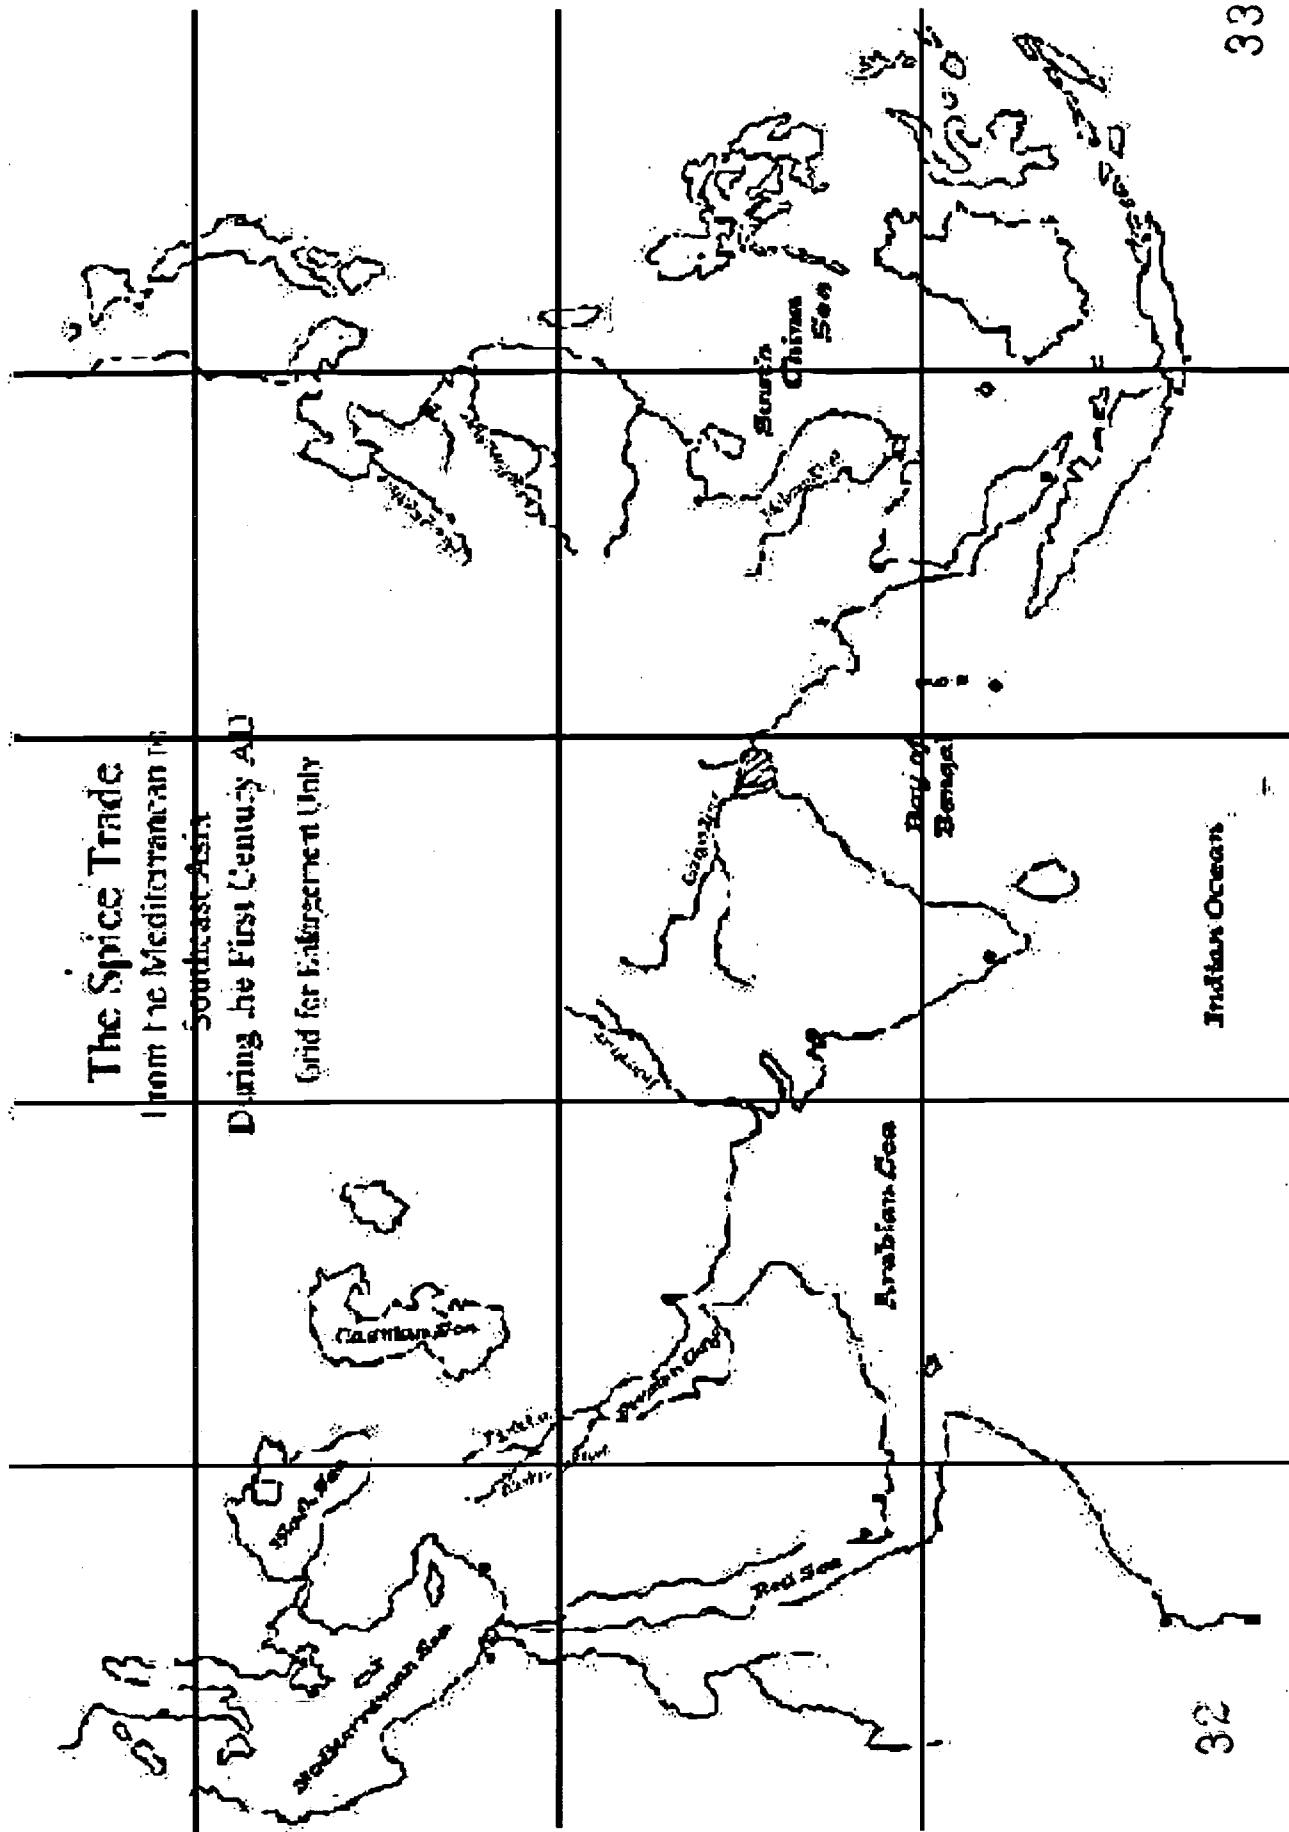 The Spice Trade
From the Mediterranean to
Southeast Asia
During the First Century AD
Grid for Enlargement Only
Black Sea
Caspian Sea
Mediterranean Sea
Persian Gulf
Red Sea
Arabian Sea
Ganges
Bay of
Bengal
South
China
Sea
Indian Ocean
32
33